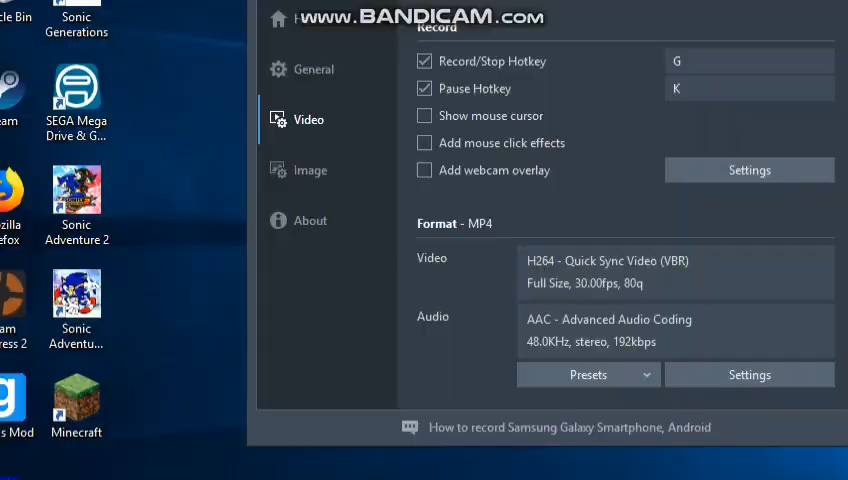 www.BANDICAM.com
cle Bin
Sonic
Generations
Record
Record/Stop Hotkey
G
General
Pause Hotkey
K
eam
SEGA Mega
Drive & G...
Video
Show mouse cursor
Add mouse click effects
Image
Add webcam overlay
Settings
zilla
efox
Sonic
Adventure 2
About
Format - MP4
Video
H264 - Quick Sync Video (VBR)
Full Size, 30.00fps, 80q
Audio
AAC - Advanced Audio Coding
48.0KHz, stereo, 192kbps
am
ress 2
Sonic
Adventu...
Presets
Settings
g
s Mod
Minecraft
How to record Samsung Galaxy Smartphone, Android